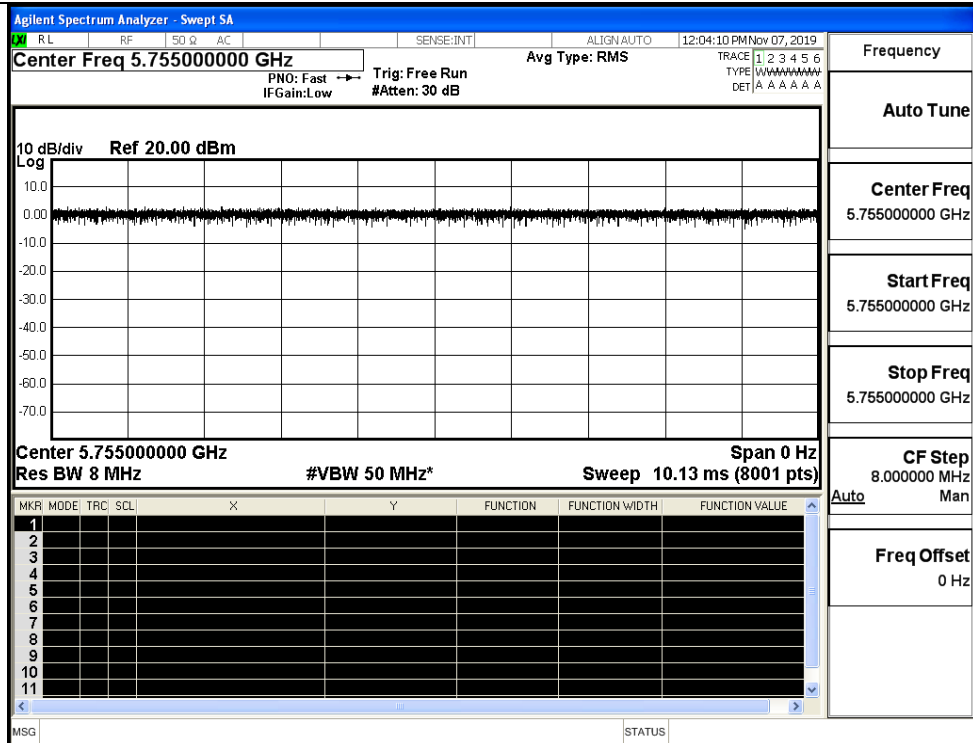 Agilent Spectrum Analyzer - Swept SA
LXI RL RF 50 Ω AC SENSE:INT ALIGN AUTO 12:04:10 PM Nov 07, 2019
Center Freq 5.755000000 GHz
Avg Type: RMS
TRACE 1 2 3 4 5 6
PNO: Fast Trig: Free Run
TYPE
IFGain:Low #Atten: 30 dB
DET A A A A A A
10 dB/div Ref 20.00 dBm
Log
10.0
0.00
-10.0
-20.0
-30.0
-40.0
-50.0
-60.0
-70.0
Center 5.755000000 GHz Span 0 Hz
Res BW 8 MHz #VBW 50 MHz* Sweep 10.13 ms (8001 pts)
MKR MODE TRC SCL X Y FUNCTION FUNCTION WIDTH FUNCTION VALUE
1
2
3
4
5
6
7
8
9
10
11
MSG STATUS
Frequency
Auto Tune
Center Freq
5.755000000 GHz
Start Freq
5.755000000 GHz
Stop Freq
5.755000000 GHz
CF Step
8.000000 MHz
Auto Man
Freq Offset
0 Hz